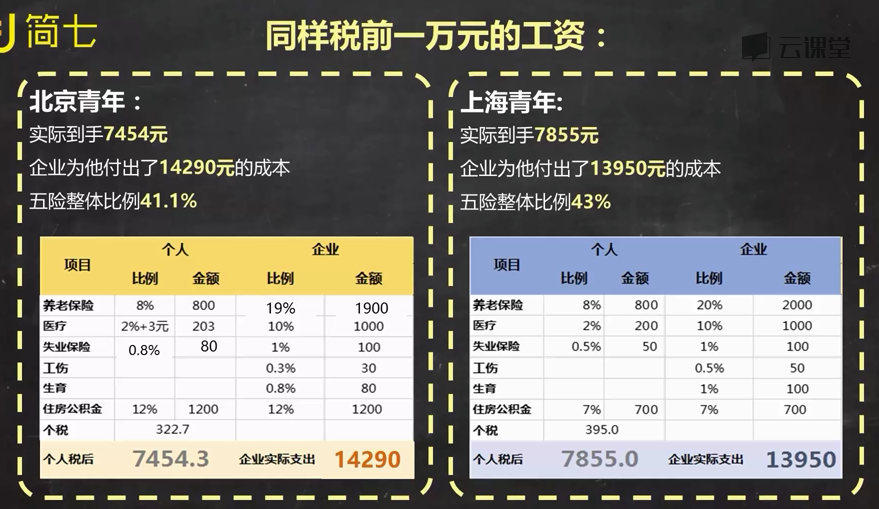 简七
同样税前一万元的工资：
云课堂
北京青年：
实际到手7454元
企业为他付出了14290元的成本
五险整体比例41.1%
项目 个人 企业
比例 金额 比例 金额
养老保险 8% 800 19% 1900
医疗 2%+3元 203 10% 1000
失业保险 0.8% 80 1% 100
工伤 0.3% 30
生育 0.8% 80
住房公积金 12% 1200 12% 1200
个税 322.7
个人税后 7454.3 企业实际支出 14290
上海青年:
实际到手7855元
企业为他付出了13950元的成本
五险整体比例43%
项目 个人 企业
比例 金额 比例 金额
养老保险 8% 800 20% 2000
医疗 2% 200 10% 1000
失业保险 0.5% 50 1% 100
工伤 0.5% 50
生育 1% 100
住房公积金 7% 700 7% 700
个税 395.0
个人税后 7855.0 企业实际支出 13950